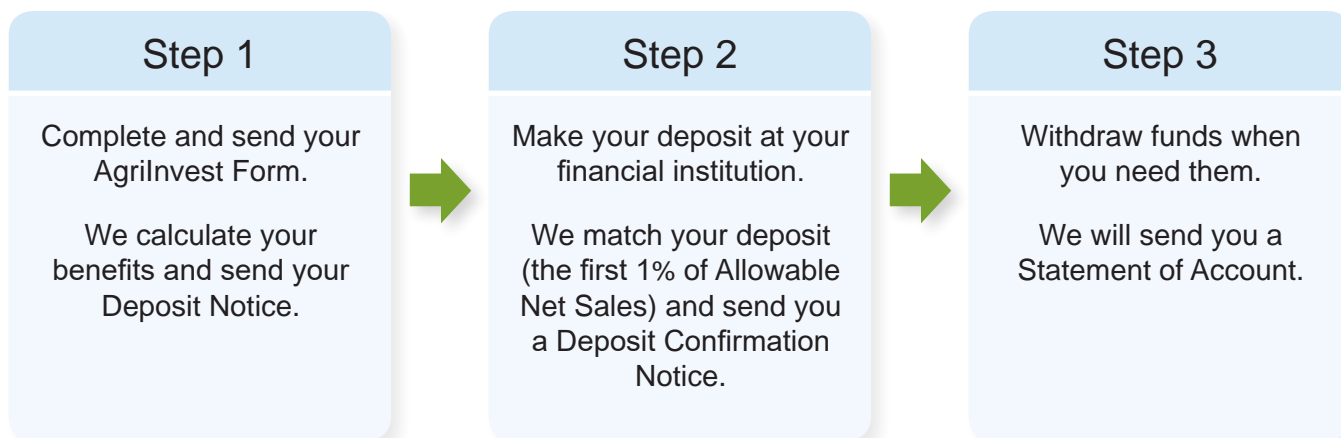 Step 1
Complete and send your
AgriInvest Form.
We calculate your
benefits and send your
Deposit Notice.
Step 2
Make your deposit at your
financial institution.
We match your deposit
(the first 1% of Allowable
Net Sales) and send you
a Deposit Confirmation
Notice.
Step 3
Withdraw funds when
you need them.
We will send you a
Statement of Account.